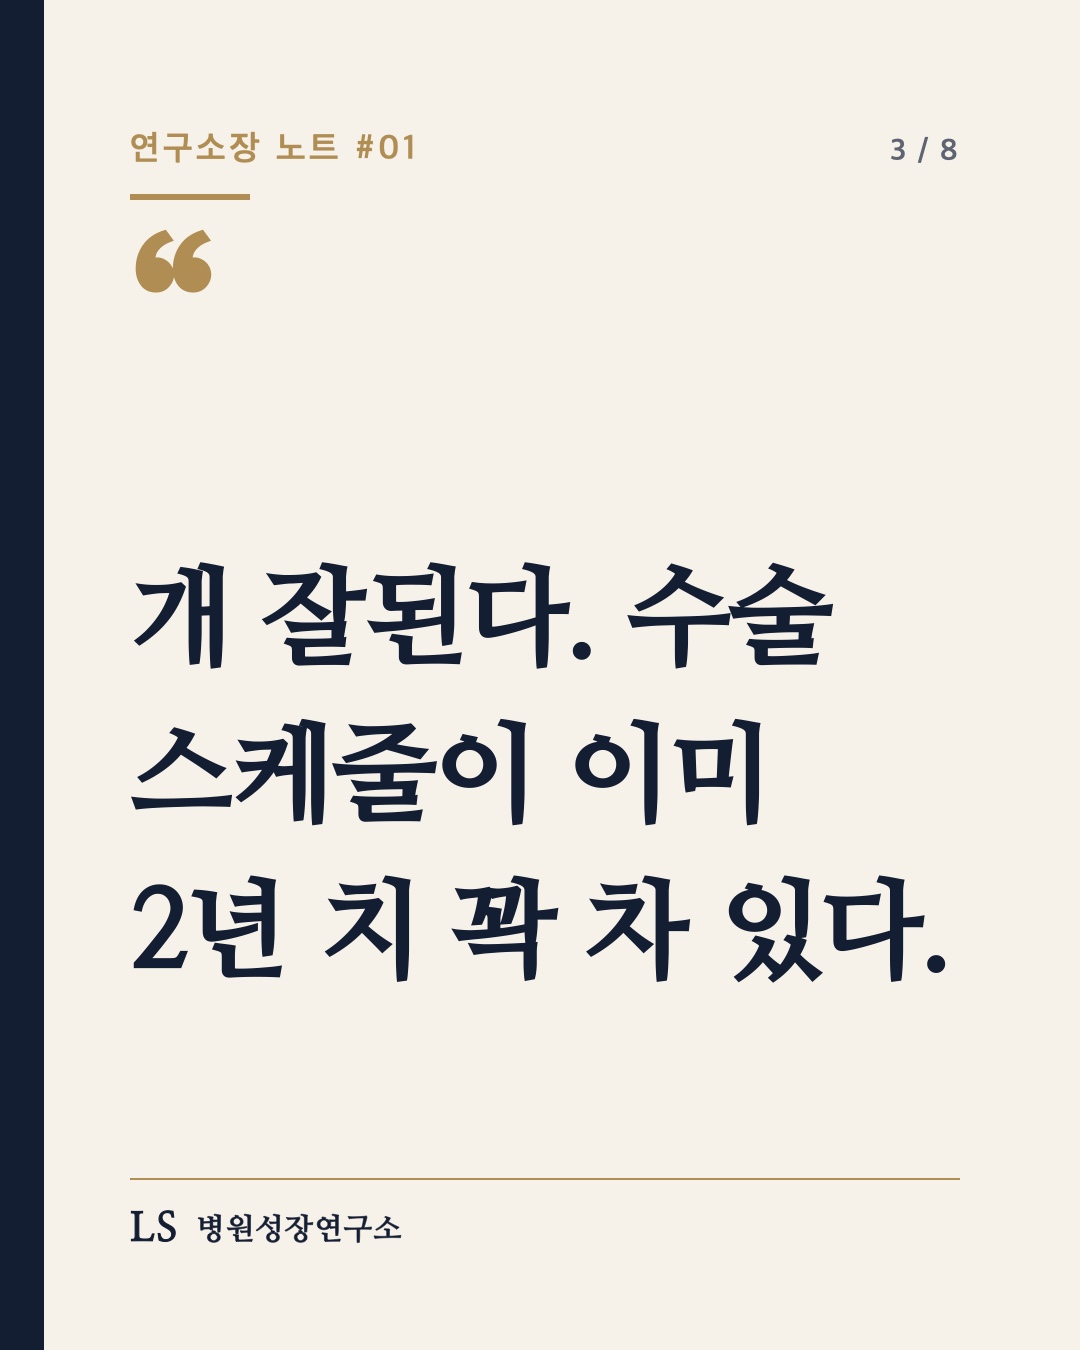 연구소장 노트 #01
3 / 8
“
개 잘된다. 수술
스케줄이 이미
2년 치 꽉 차 있다.
LS 병원성장연구소